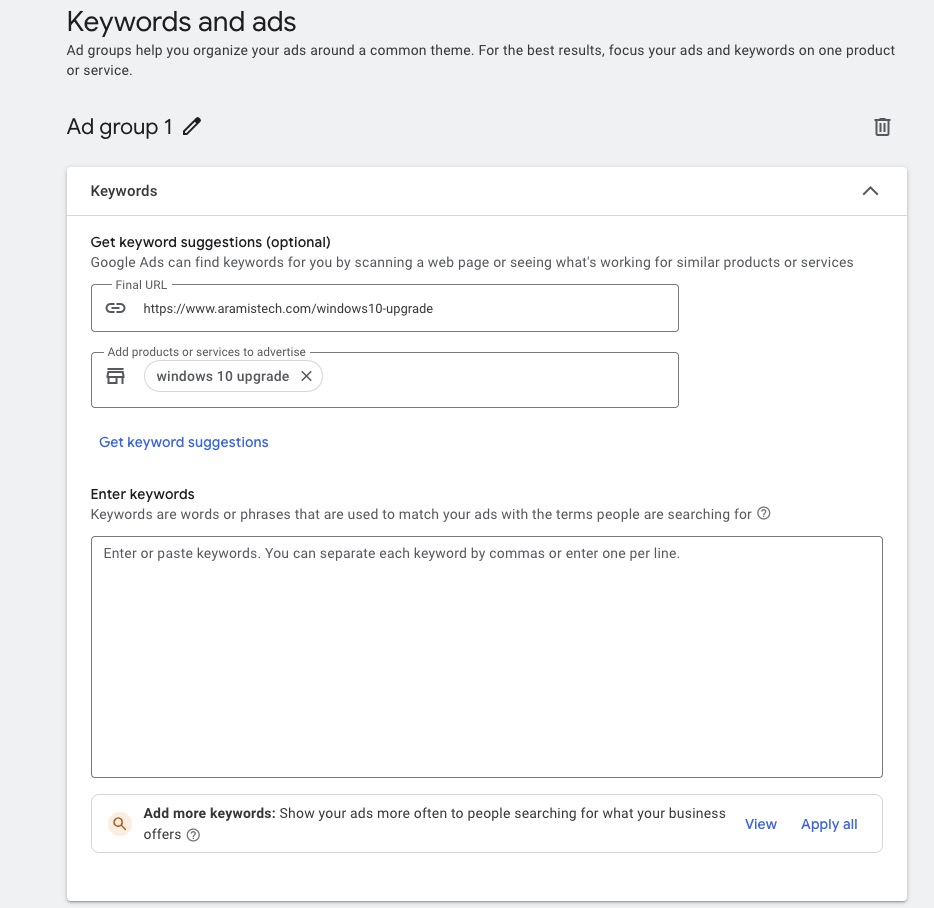 Keywords and ads
Ad groups help you organize your ads around a common theme. For the best results, focus your ads and keywords on one product
or service.
Ad group 1
Keywords
Get keyword suggestions (optional)
Google Ads can find keywords for you by scanning a web page or seeing what's working for similar products or services
Final URL
https://www.aramistech.com/windows10-upgrade
Add products or services to advertise
windows 10 upgrade
Get keyword suggestions
Enter keywords
Keywords are words or phrases that are used to match your ads with the terms people are searching for
Enter or paste keywords. You can separate each keyword by commas or enter one per line.
Add more keywords: Show your ads more often to people searching for what your business
offers
View
Apply all